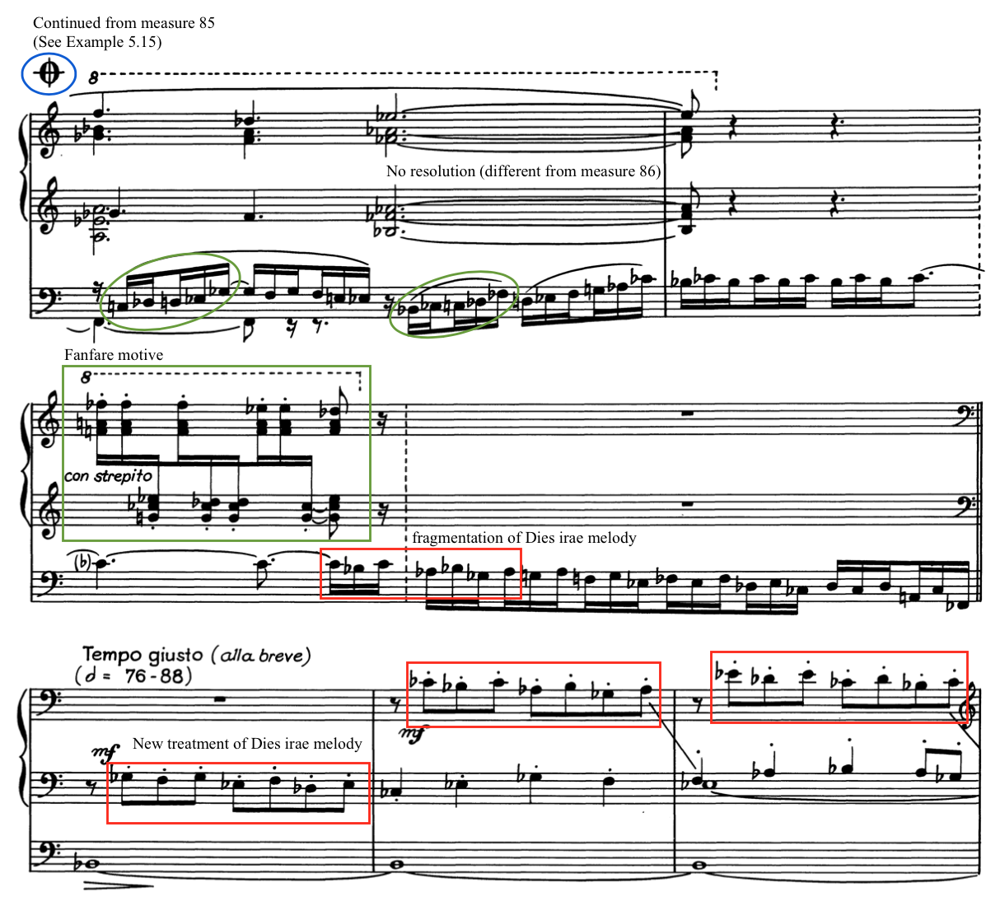 Continued from measure 85
(See Example 5.15)
8
No resolution (different from measure 86)
Fanfare motive
8
con strepito
fragmentation of Dies irae melody
(b)
Tempo giusto (alla breve)
(𝅗𝅥 = 76-88)
mf
New treatment of Dies irae melody
mf